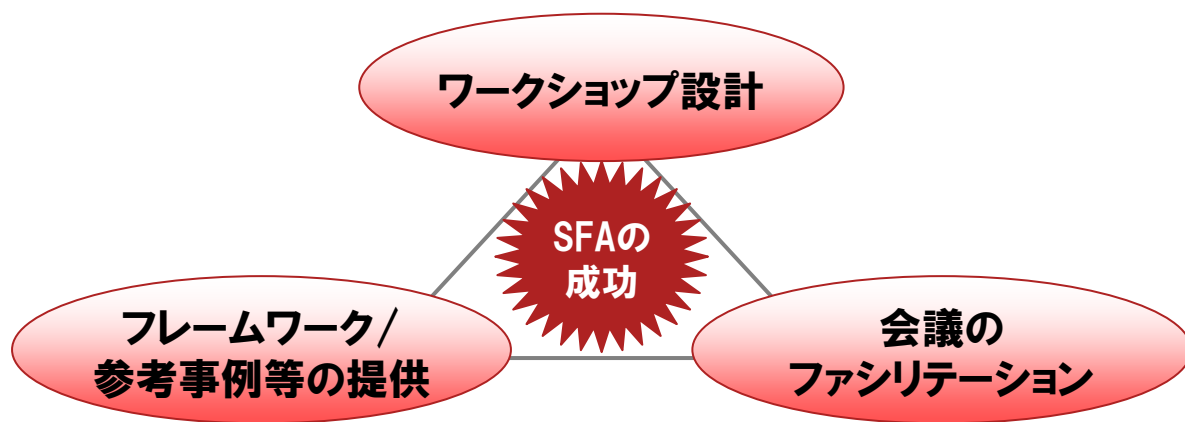 ワークショップ設計
SFAの
成功
フレームワーク/
参考事例等の提供
会議の
ファシリテーション